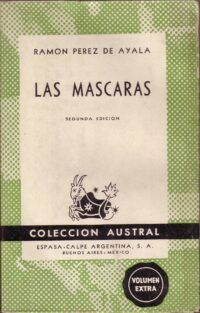 RAMON PEREZ DE AYALA
LAS MASCARAS
SEGUNDA EDICION
COLECCION AUSTRAL
ESPASA-CALPE ARGENTINA, S. A.
BUENOS AIRES-MEXICO
VOLUMEN
EXTRA